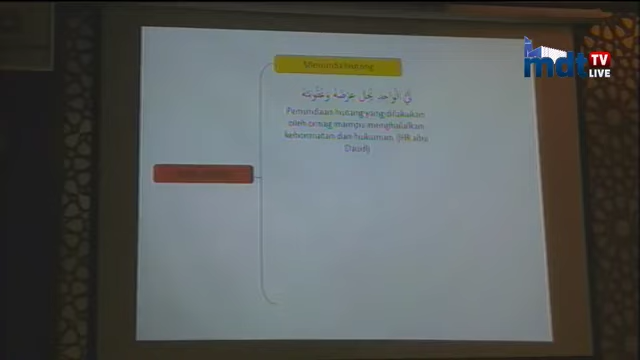 mdt TV LIVE
Menunda Hutang
لَيُّ الْوَاجِدِ يُحِلُّ عِرْضَهُ وَعُقُوبَتَهُ
Penundaan hutang yang dilakukan
oleh orang mampu menghalalkan
kehormatan dan hukuman. (HR abu
Daud)